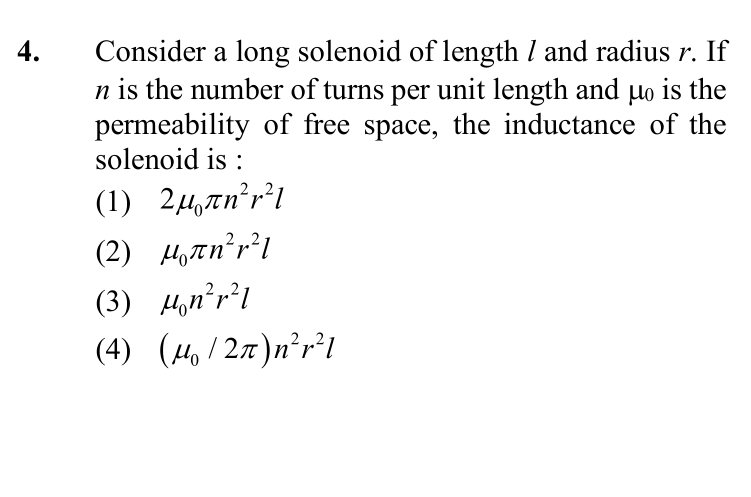 4. Consider a long solenoid of length l and radius r. If
n is the number of turns per unit length and μ₀ is the
permeability of free space, the inductance of the
solenoid is :
(1) 2μ₀πn²r²l
(2) μ₀πn²r²l
(3) μ₀n²r²l
(4) (μ₀ / 2π)n²r²l